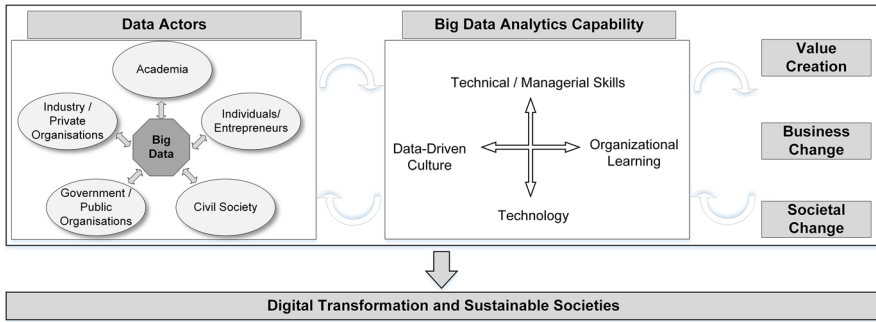 Data Actors
Academia
Industry /
Private
Organisations
Individuals/
Entrepreneurs
Big
Data
Government /
Public
Organisations
Civil Society
Big Data Analytics Capability
Technical / Managerial Skills
Data-Driven
Culture
Organizational
Learning
Technology
Value
Creation
Business
Change
Societal
Change
Digital Transformation and Sustainable Societies